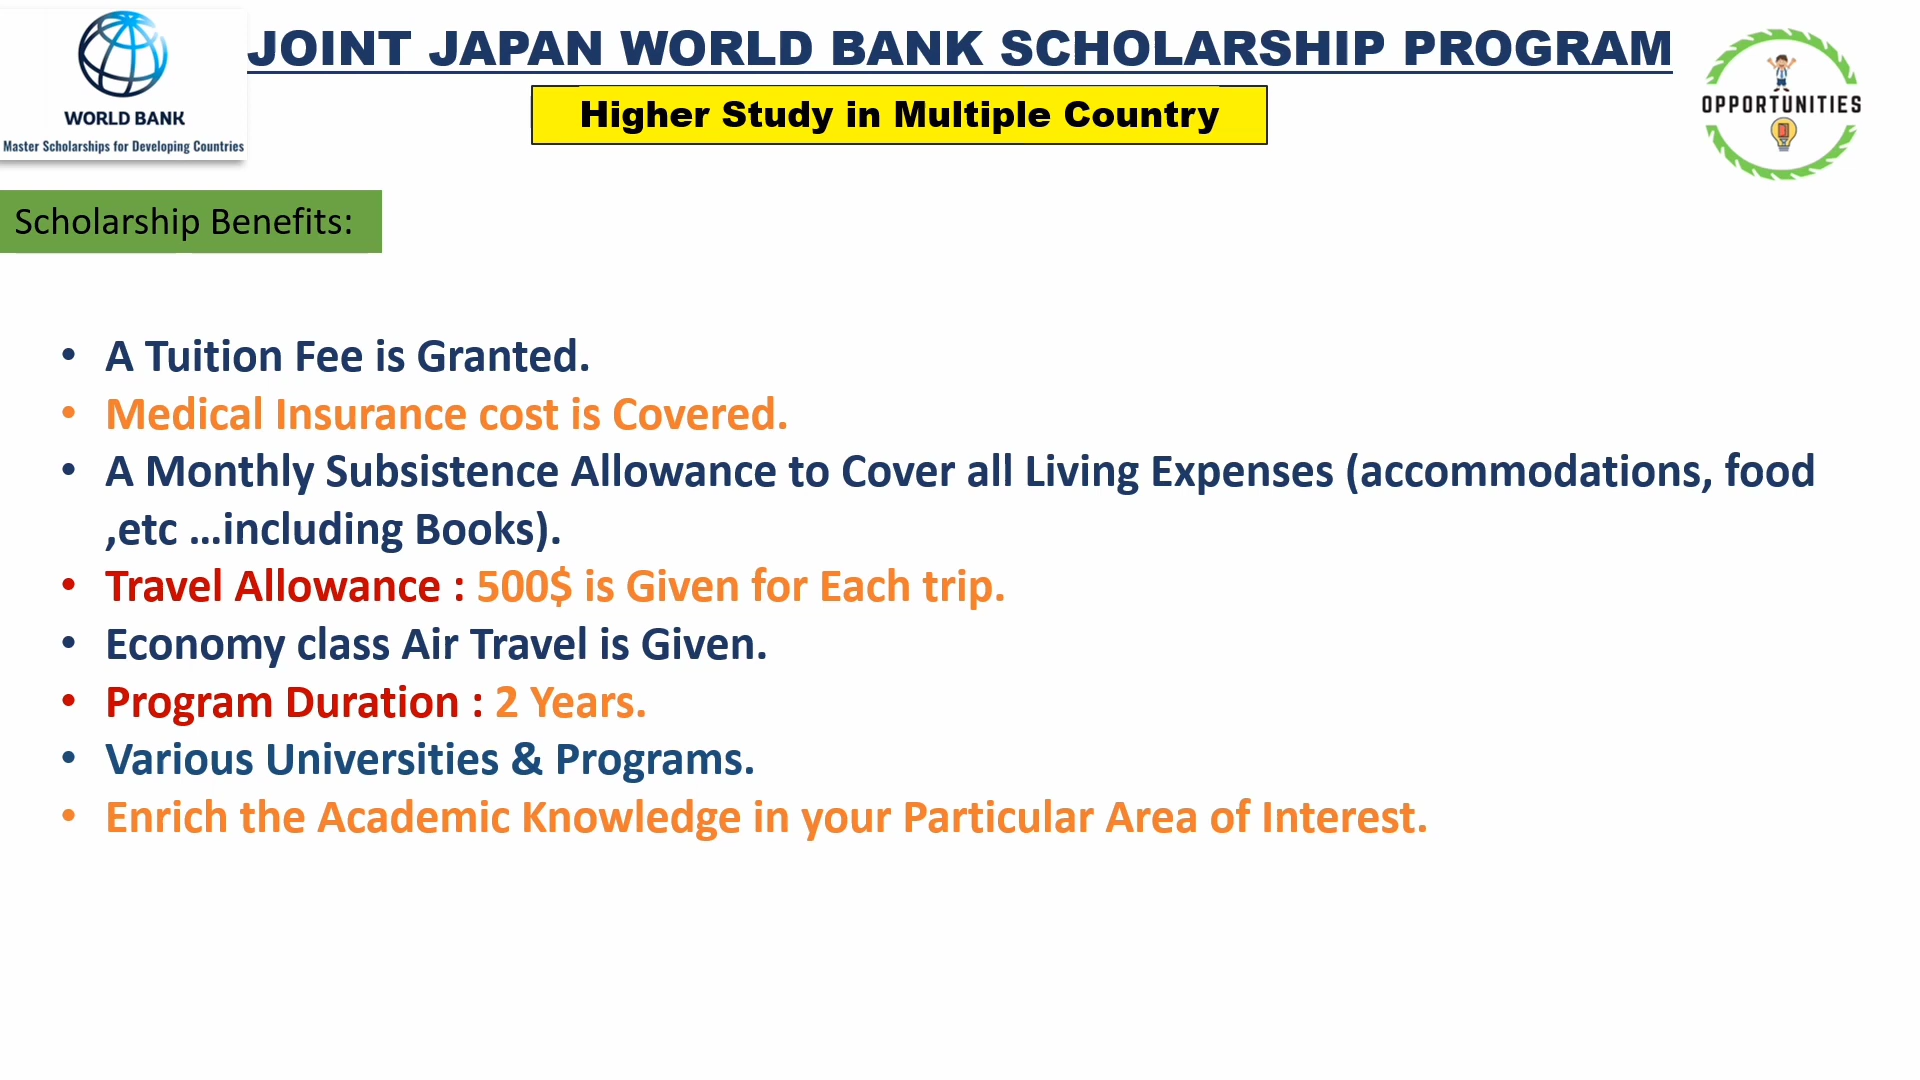 JOINT JAPAN WORLD BANK SCHOLARSHIP PROGRAM
Higher Study in Multiple Country
WORLD BANK
Master Scholarships for Developing Countries
OPPORTUNITIES
Scholarship Benefits:
• A Tuition Fee is Granted.
• Medical Insurance cost is Covered.
• A Monthly Subsistence Allowance to Cover all Living Expenses (accommodations, food
,etc ...including Books).
• Travel Allowance : 500$ is Given for Each trip.
• Economy class Air Travel is Given.
• Program Duration : 2 Years.
• Various Universities & Programs.
• Enrich the Academic Knowledge in your Particular Area of Interest.